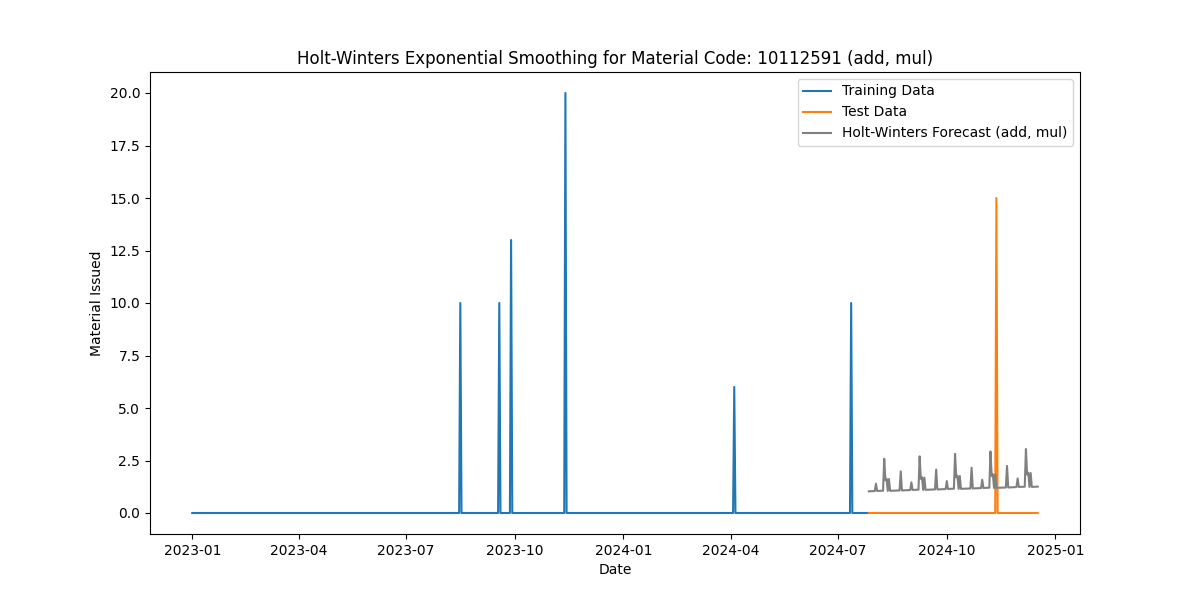 Holt-Winters Exponential Smoothing for Material Code: 10112591 (add, mul)
Training Data
Test Data
Holt-Winters Forecast (add, mul)
Material Issued
20.0
17.5
15.0
12.5
10.0
7.5
5.0
2.5
0.0
2023-01 2023-04 2023-07 2023-10 2024-01 2024-04 2024-07 2024-10 2025-01
Date